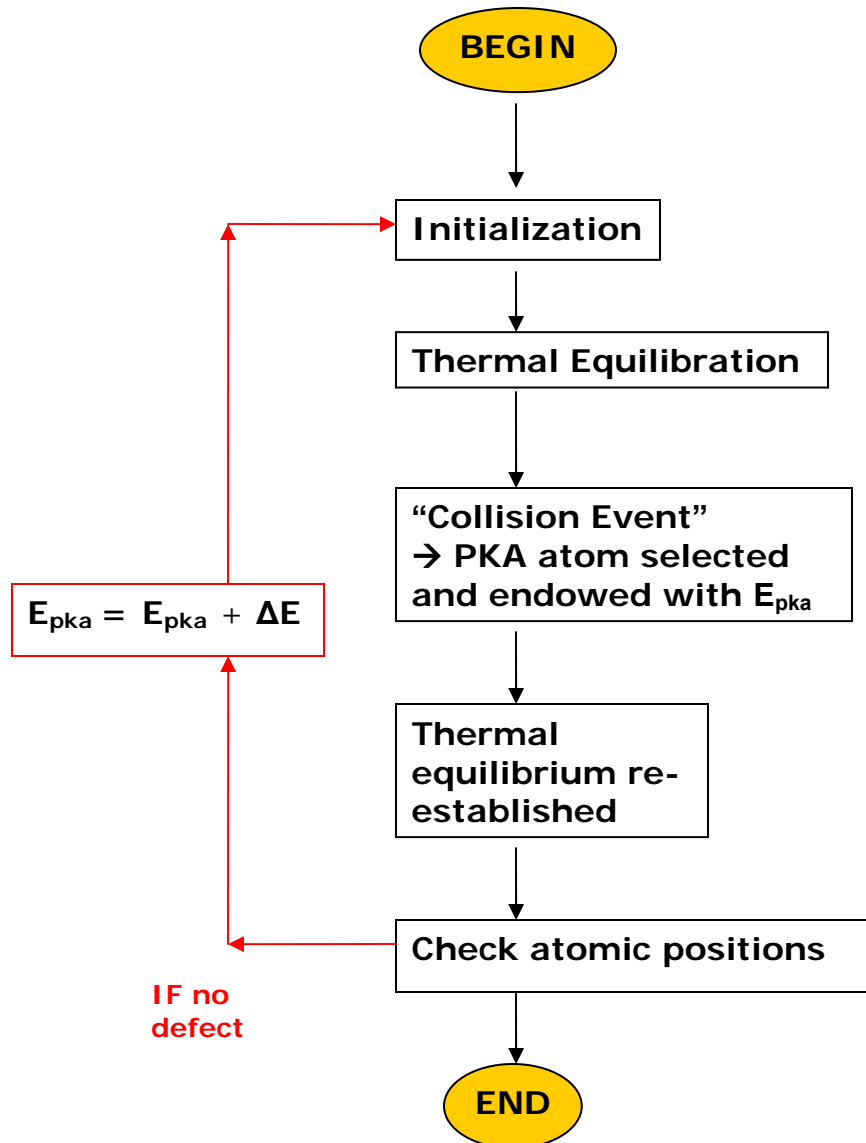 BEGIN
Initialization
Thermal Equilibration
“Collision Event”
→ PKA atom selected
and endowed with Epka
Epka = Epka + ΔE
Thermal
equilibrium re-
established
Check atomic positions
IF no
defect
END